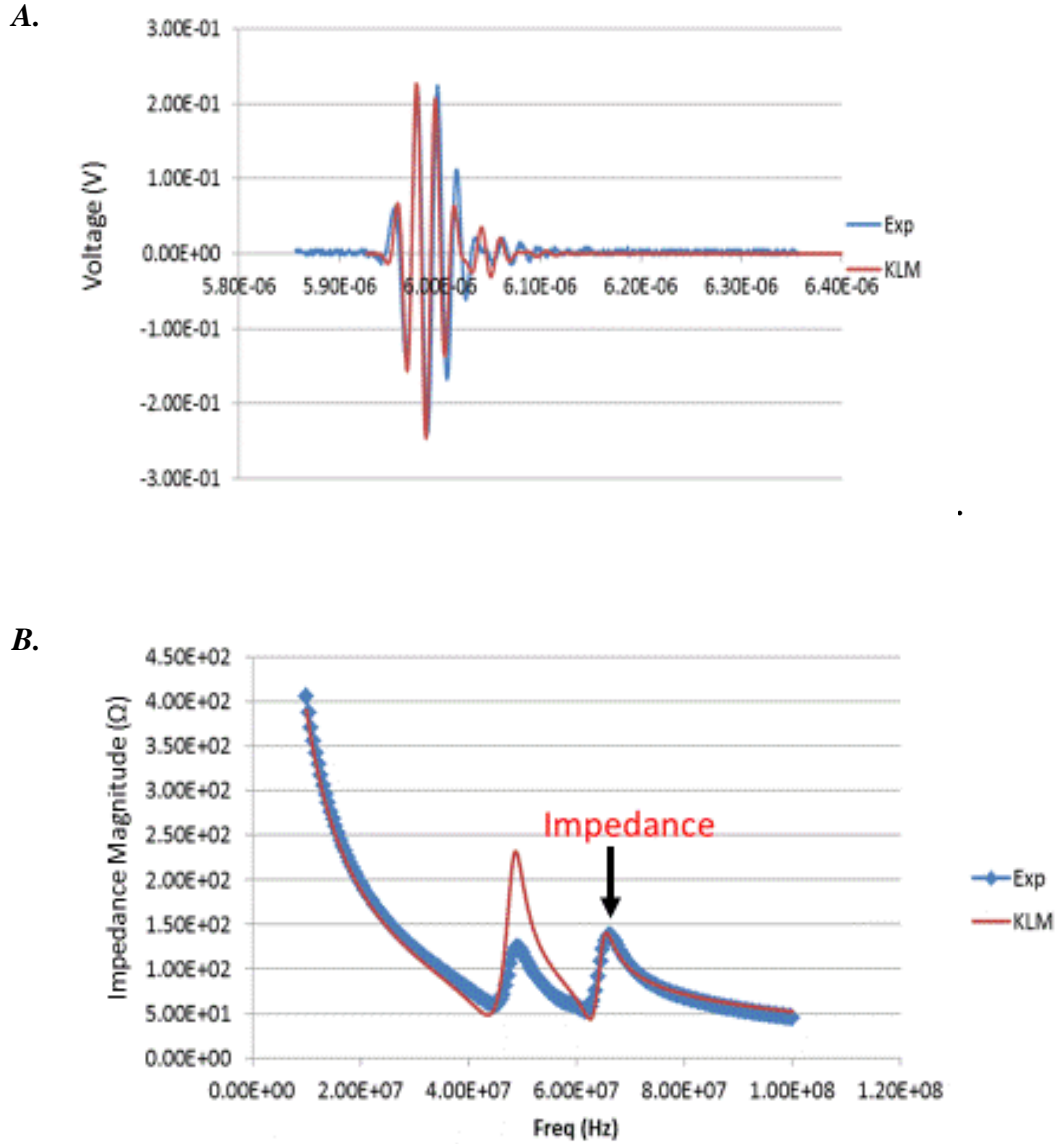 A.
3.00E-01
2.00E-01
1.00E-01
0.00E+00
-1.00E-01
-2.00E-01
-3.00E-01
Voltage (V)
5.80E-06 5.90E-06 6.00E-06 6.10E-06 6.20E-06 6.30E-06 6.40E-06
Exp
KLM
.
B.
4.50E+02
4.00E+02
3.50E+02
3.00E+02
2.50E+02
2.00E+02
1.50E+02
1.00E+02
5.00E+01
0.00E+00
Impedance Magnitude (Ω)
Impedance
Exp
KLM
0.00E+00 2.00E+07 4.00E+07 6.00E+07 8.00E+07 1.00E+08 1.20E+08
Freq (Hz)